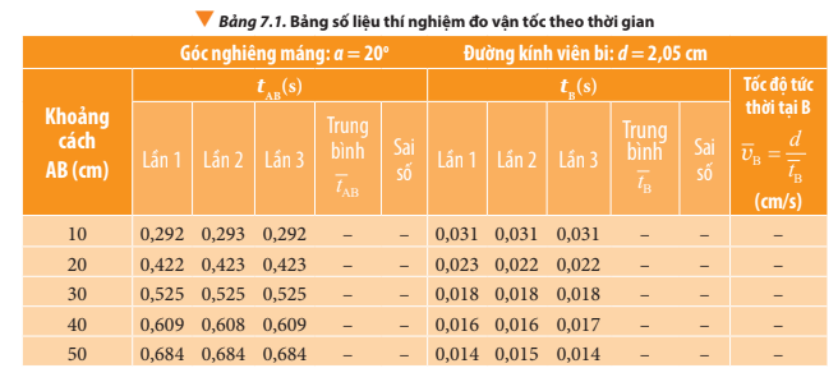 ▼ Bảng 7.1. Bảng số liệu thí nghiệm đo vận tốc theo thời gian
Góc nghiêng máng: α = 20° Đường kính viên bi: d = 2,05 cm
Khoảng cách AB (cm) t_AB (s) t_B (s) Tốc độ tức thời tại B v̅_B = d / t̅_B (cm/s)
Lần 1 Lần 2 Lần 3 Trung bình t̅_AB Sai số Lần 1 Lần 2 Lần 3 Trung bình t̅_B Sai số
10 0,292 0,293 0,292 – – 0,031 0,031 0,031 – – –
20 0,422 0,423 0,423 – – 0,023 0,022 0,022 – – –
30 0,525 0,525 0,525 – – 0,018 0,018 0,018 – – –
40 0,609 0,608 0,609 – – 0,016 0,016 0,017 – – –
50 0,684 0,684 0,684 – – 0,014 0,015 0,014 – – –